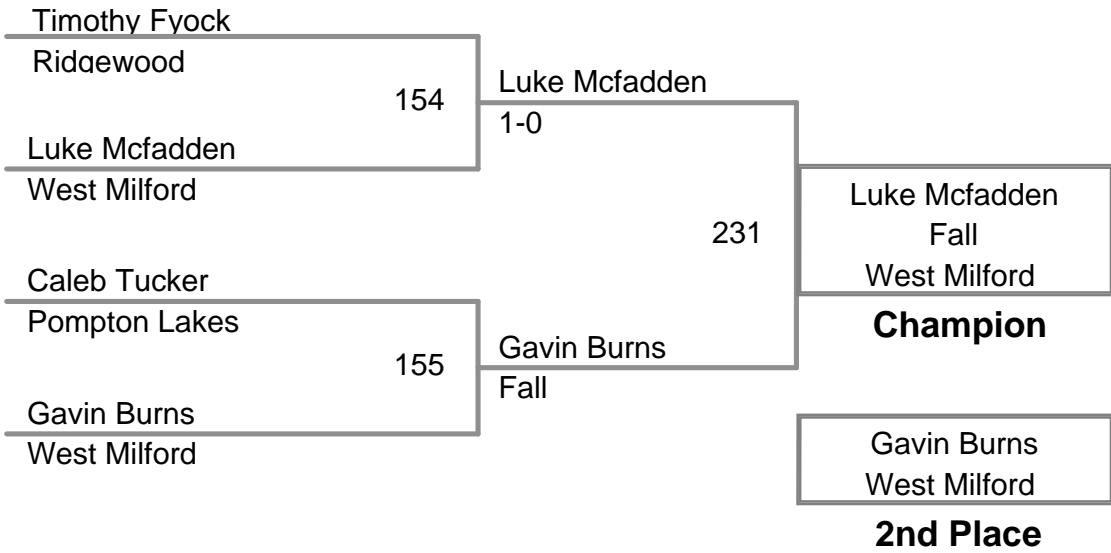 Timothy Fyock
Ridgewood
154
Luke Mcfadden
1-0
Luke Mcfadden
West Milford
Luke Mcfadden
Fall
West Milford
231
Champion
Caleb Tucker
Pompton Lakes
155
Gavin Burns
Fall
Gavin Burns
West Milford
Gavin Burns
West Milford
2nd Place